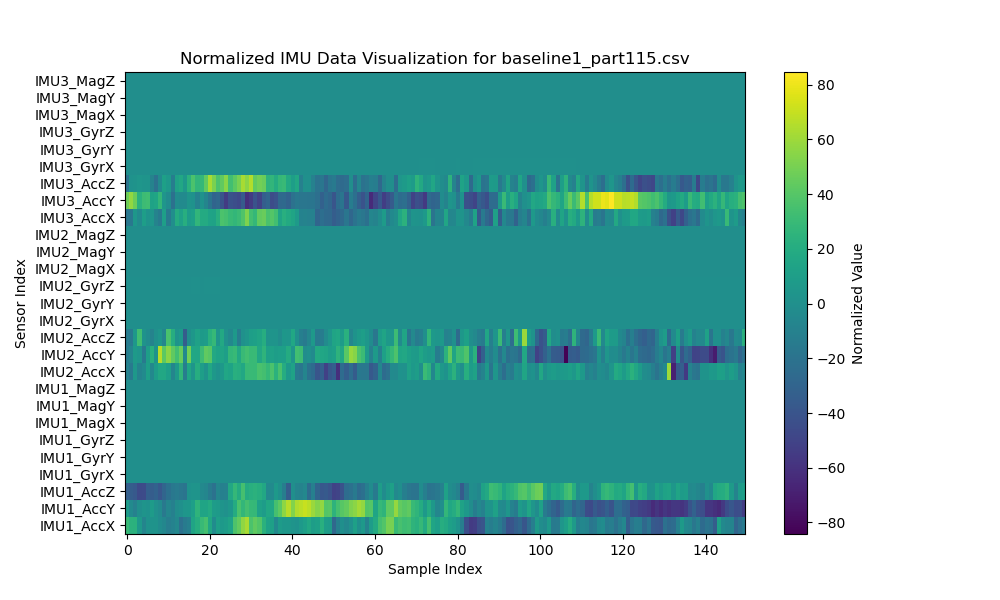 Normalized IMU Data Visualization for baseline1_part115.csv
IMU3_MagZ
IMU3_MagY
IMU3_MagX
IMU3_GyrZ
IMU3_GyrY
IMU3_GyrX
IMU3_AccZ
IMU3_AccY
IMU3_AccX
IMU2_MagZ
IMU2_MagY
IMU2_MagX
IMU2_GyrZ
IMU2_GyrY
IMU2_GyrX
IMU2_AccZ
IMU2_AccY
IMU2_AccX
IMU1_MagZ
IMU1_MagY
IMU1_MagX
IMU1_GyrZ
IMU1_GyrY
IMU1_GyrX
IMU1_AccZ
IMU1_AccY
IMU1_AccX
Sensor Index
0 20 40 60 80 100 120 140
Sample Index
80
60
40
20
0
−20
−40
−60
−80
Normalized Value